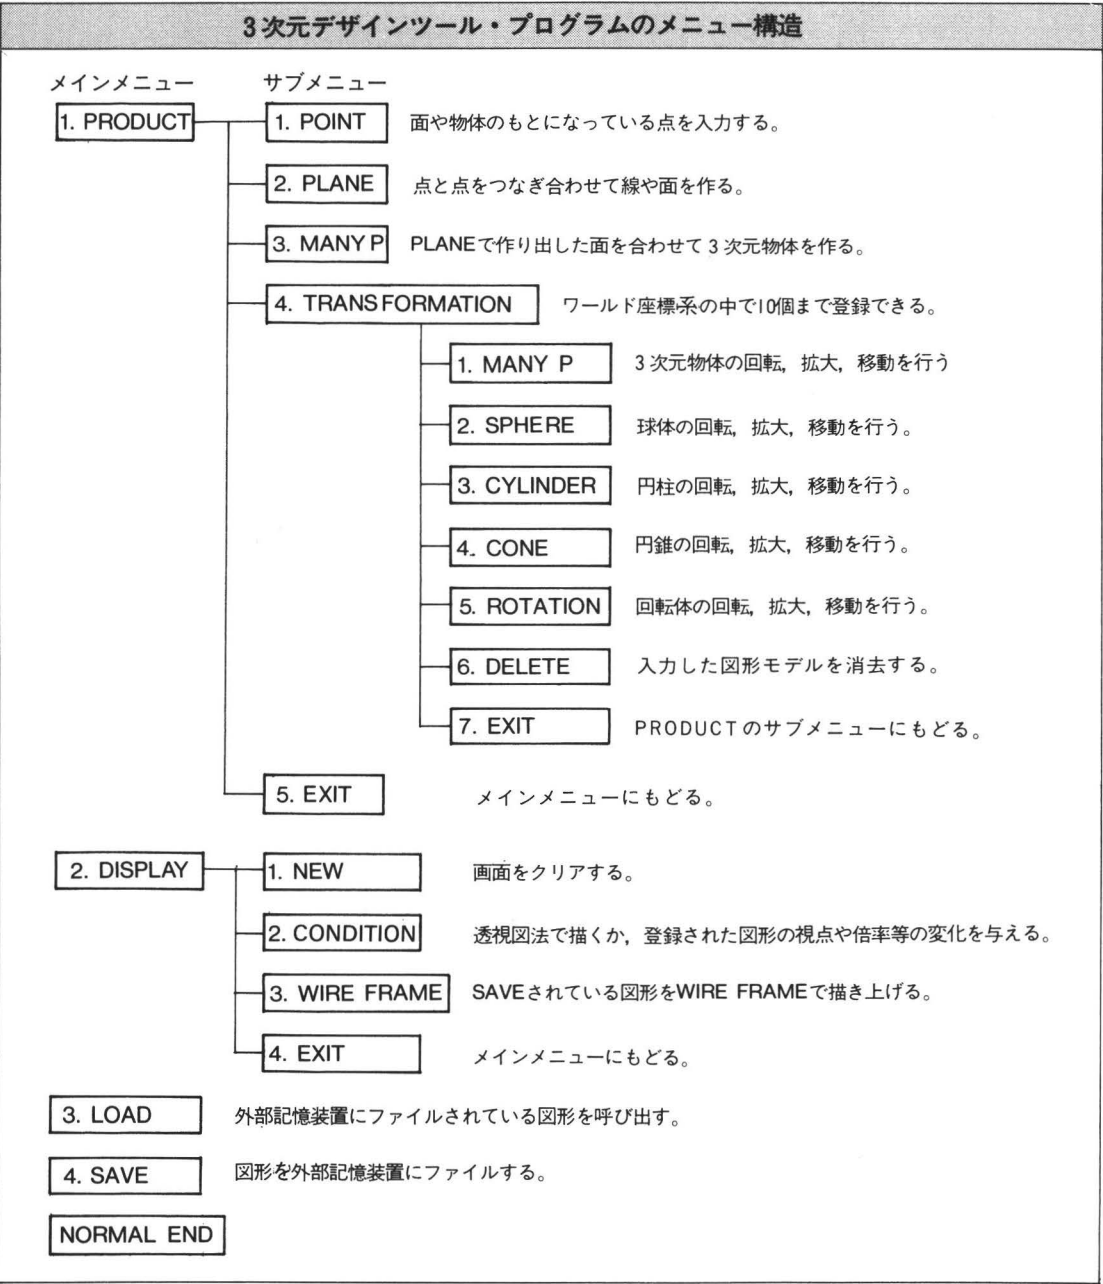 3次元デザインツール・プログラムのメニュー構造
メインメニュー サブメニュー
1. PRODUCT 1. POINT 面や物体のもとになっている点を入力する。
2. PLANE 点と点をつなぎ合わせて線や面を作る。
3. MANY P PLANEで作り出した面を合わせて3次元物体を作る。
4. TRANSFORMATION ワールド座標系の中で10個まで登録できる。
1. MANY P 3次元物体の回転，拡大，移動を行う
2. SPHERE 球体の回転，拡大，移動を行う。
3. CYLINDER 円柱の回転，拡大，移動を行う。
4. CONE 円錐の回転，拡大，移動を行う。
5. ROTATION 回転体の回転，拡大，移動を行う。
6. DELETE 入力した図形モデルを消去する。
7. EXIT PRODUCTのサブメニューにもどる。
5. EXIT メインメニューにもどる。
2. DISPLAY 1. NEW 画面をクリアする。
2. CONDITION 透視図法で描くか，登録された図形の視点や倍率等の変化を与える。
3. WIRE FRAME SAVEされている図形をWIRE FRAMEで描き上げる。
4. EXIT メインメニューにもどる。
3. LOAD 外部記憶装置にファイルされている図形を呼び出す。
4. SAVE 図形を外部記憶装置にファイルする。
NORMAL END